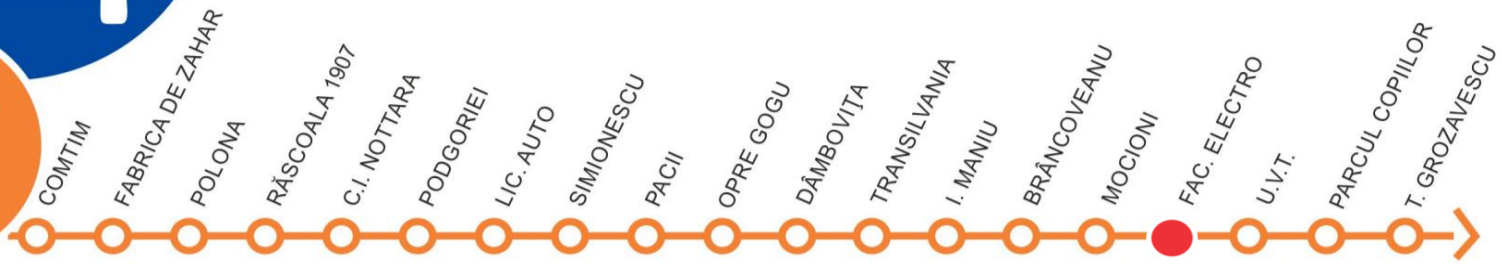 COMTIM
FABRICA DE ZAHAR
POLONA
RĂSCOALA 1907
C.I. NOTTARA
PODGORIEI
LIC. AUTO
SIMIONESCU
PACII
OPRE GOGU
DÂMBOVIȚA
TRANSILVANIA
I. MANIU
BRÂNCOVEANU
MOCIONI
FAC. ELECTRO
U.V.T.
PARCUL COPIILOR
T. GROZAVESCU